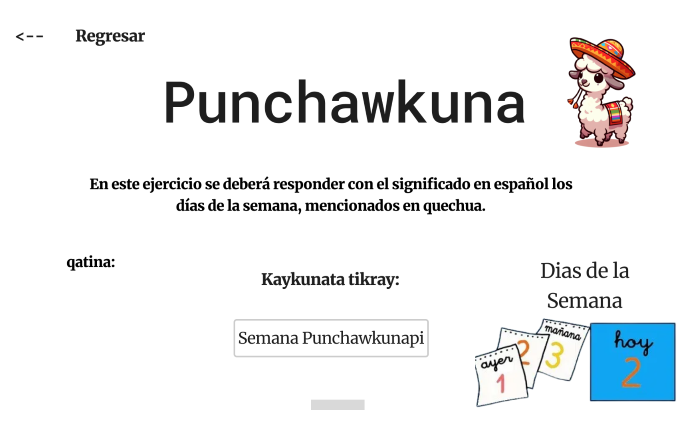 <-- Regresar
Punchawkuna
En este ejercicio se deberá responder con el significado en español los
días de la semana, mencionados en quechua.
qatina:
Kaykunata tikray:
Semana Punchawkunapi
Dias de la
Semana
ayer
1
2
mañana
3
hoy
2